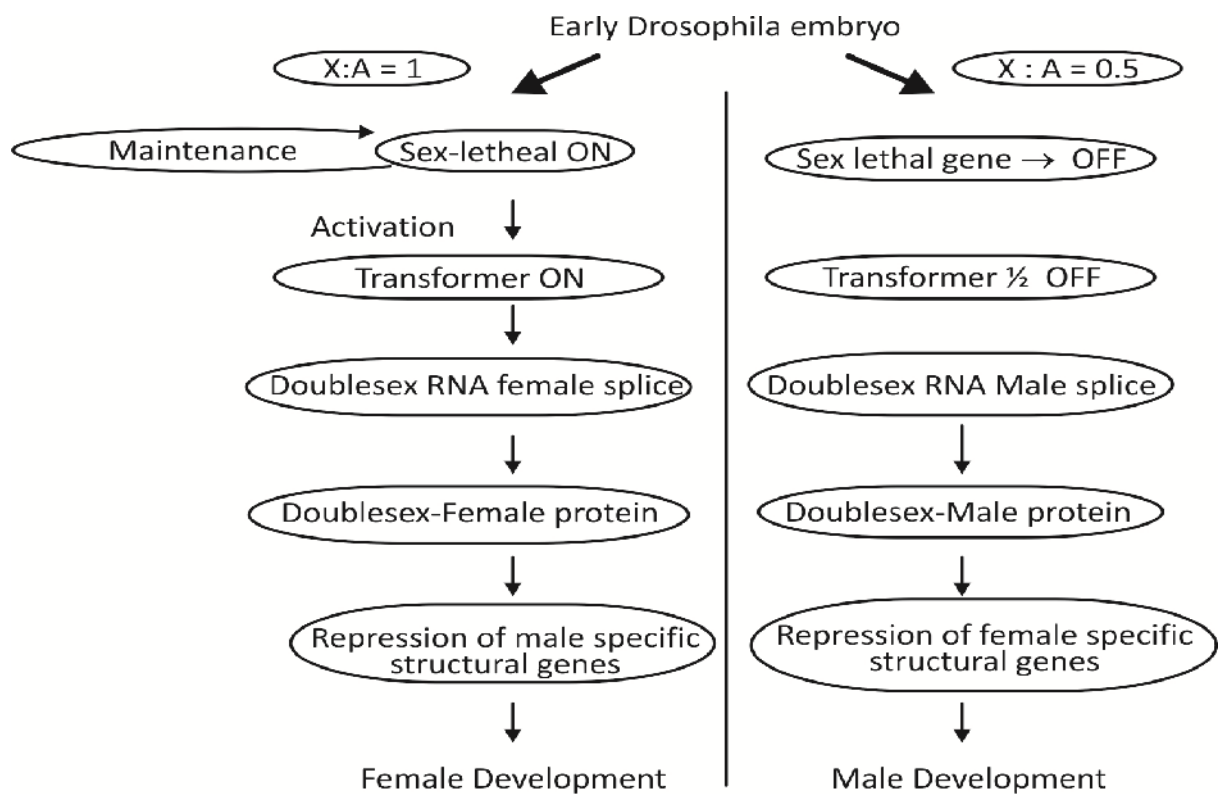 Early Drosophila embryo
X:A = 1
X : A = 0.5
Maintenance
Sex-letheal ON
Sex lethal gene → OFF
Activation
Transformer ON
Transformer ½ OFF
Doublesex RNA female splice
Doublesex RNA Male splice
Doublesex-Female protein
Doublesex-Male protein
Repression of male specific
structural genes
Repression of female specific
structural genes
Female Development
Male Development